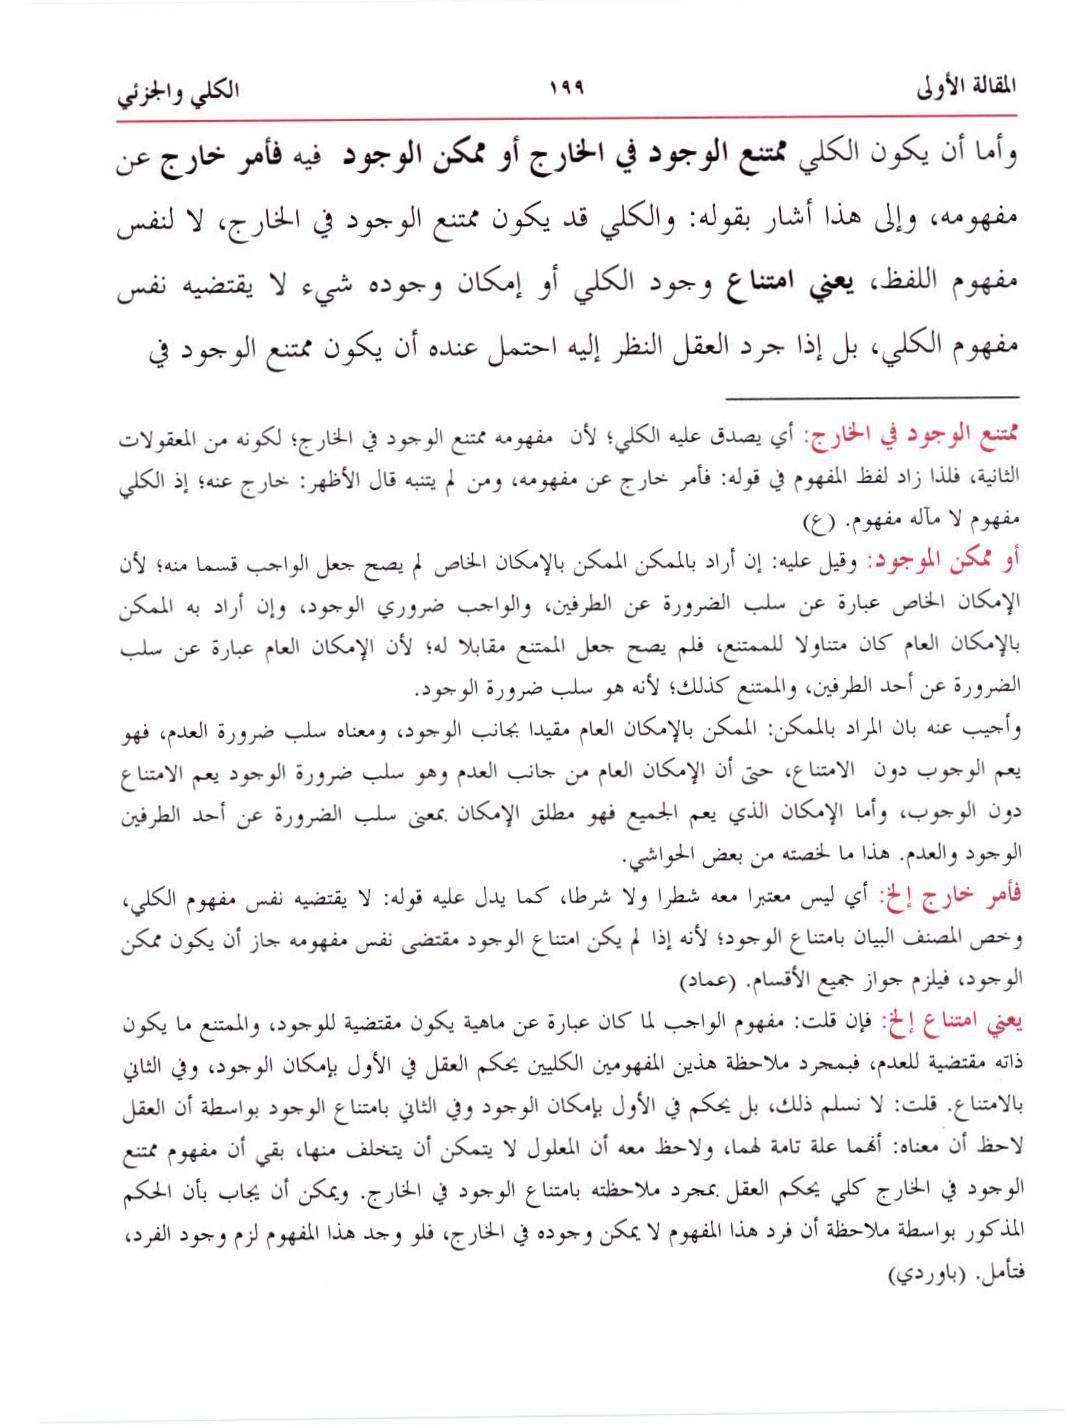 المقالة الأولى ١٩٩ الكلي والجزئي
وأما أن يكون الكلي ممتنع الوجود في الخارج أو ممكن الوجود فيه فأمر خارج عن
مفهومه، وإلى هذا أشار بقوله: والكلي قد يكون ممتنع الوجود في الخارج، لا لنفس
مفهوم اللفظ، يعني امتناع وجود الكلي أو إمكان وجوده شيء لا يقتضيه نفس
مفهوم الكلي، بل إذا جرد العقل النظر إليه احتمل عنده أن يكون ممتنع الوجود في
ممتنع الوجود في الخارج: أي يصدق عليه الكلي؛ لأن مفهومه ممتنع الوجود في الخارج؛ لكونه من المعقولات
الثانية، فلذا زاد لفظ المفهوم في قوله: فأمر خارج عن مفهومه، ومن لم يتنبه قال الأظهر: خارج عنه؛ إذ الكلي
مفهوم لا مآله مفهوم. (ع)
أو ممكن الموجود: وقيل عليه: إن أراد بالممكن الممكن بالإمكان الخاص لم يصح جعل الواجب قسما منه؛ لأن
الإمكان الخاص عبارة عن سلب الضرورة عن الطرفين، والواجب ضروري الوجود، وإن أراد به الممكن
بالإمكان العام كان متناولا للممتنع، فلم يصح جعل الممتنع مقابلا له؛ لأن الإمكان العام عبارة عن سلب
الضرورة عن أحد الطرفين، والممتنع كذلك؛ لأنه هو سلب ضرورة الوجود.
وأجيب عنه بان المراد بالممكن: الممكن بالإمكان العام مقيدا بجانب الوجود، ومعناه سلب ضرورة العدم، فهو
يعم الوجوب دون الامتناع، حتى أن الإمكان العام من جانب العدم وهو سلب ضرورة الوجود يعم الامتناع
دون الوجوب، وأما الإمكان الذي يعم الجميع فهو مطلق الإمكان بمعنى سلب الضرورة عن أحد الطرفين
الوجود والعدم. هذا ما لخصته من بعض الحواشي.
فأمر خارج إلخ: أي ليس معتبرا معه شطرا ولا شرطا، كما يدل عليه قوله: لا يقتضيه نفس مفهوم الكلي،
وخص المصنف البيان بامتناع الوجود؛ لأنه إذا لم يكن امتناع الوجود مقتضى نفس مفهومه جاز أن يكون ممكن
الوجود، فيلزم جواز جميع الأقسام. (عماد)
يعني امتناع إلخ: فإن قلت: مفهوم الواجب لما كان عبارة عن ماهية يكون مقتضية للوجود، والممتنع ما يكون
ذاته مقتضية للعدم، فبمجرد ملاحظة هذين المفهومين الكليين يحكم العقل في الأول بإمكان الوجود، وفي الثاني
بالامتناع. قلت: لا نسلم ذلك، بل يحكم في الأول بإمكان الوجود وفي الثاني بامتناع الوجود بواسطة أن العقل
لاحظ أن معناه: أنهما علة تامة لهما، ولاحظ معه أن المعلول لا يتمكن أن يتخلف منها، بقي أن مفهوم ممتنع
الوجود في الخارج كلي يحكم العقل بمجرد ملاحظته بامتناع الوجود في الخارج. ويمكن أن يجاب بأن الحكم
المذكور بواسطة ملاحظة أن فرد هذا المفهوم لا يمكن وجوده في الخارج، فلو وجد هذا المفهوم لزم وجود الفرد،
فتأمل. (باوردي)